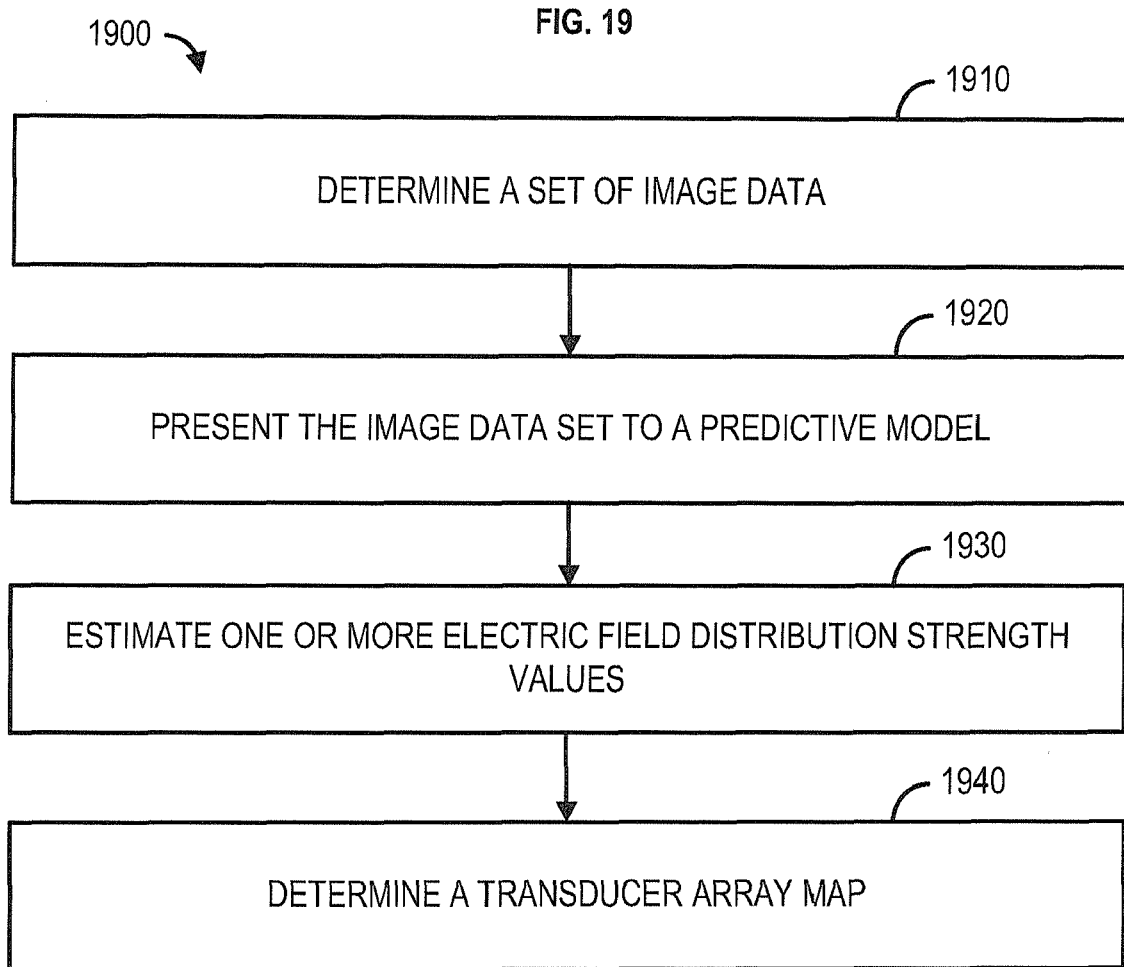 FIG. 19
1900
1910
DETERMINE A SET OF IMAGE DATA
1920
PRESENT THE IMAGE DATA SET TO A PREDICTIVE MODEL
1930
ESTIMATE ONE OR MORE ELECTRIC FIELD DISTRIBUTION STRENGTH
VALUES
1940
DETERMINE A TRANSDUCER ARRAY MAP